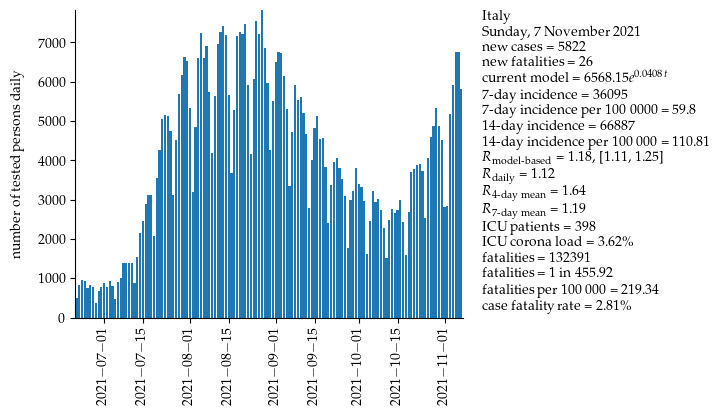 Italy
Sunday, 7 November 2021
new cases = 5822
new fatalities = 26
current model = 6568.15e^0.0408 t
7-day incidence = 36095
7-day incidence per 100 0000 = 59.8
14-day incidence = 66887
14-day incidence per 100 000 = 110.81
R_model-based = 1.18, [1.11, 1.25]
R_daily = 1.12
R_4-day mean = 1.64
R_7-day mean = 1.19
ICU patients = 398
ICU corona load = 3.62%
fatalities = 132391
fatalities = 1 in 455.92
fatalities per 100 000 = 219.34
case fatality rate = 2.81%
number of tested persons daily
7000
6000
5000
4000
3000
2000
1000
0
2021−07−01
2021−07−15
2021−08−01
2021−08−15
2021−09−01
2021−09−15
2021−10−01
2021−10−15
2021−11−01